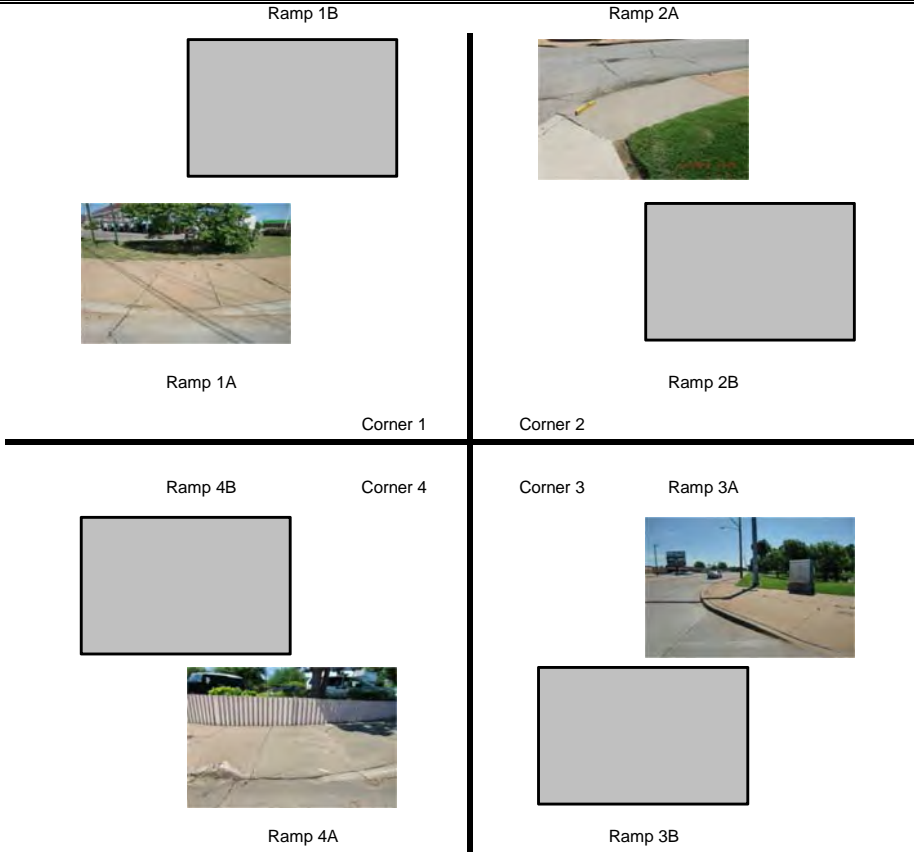 Ramp 1B
Ramp 2A
Ramp 1A
Ramp 2B
Corner 1
Corner 2
Ramp 4B
Corner 4
Corner 3
Ramp 3A
Ramp 4A
Ramp 3B